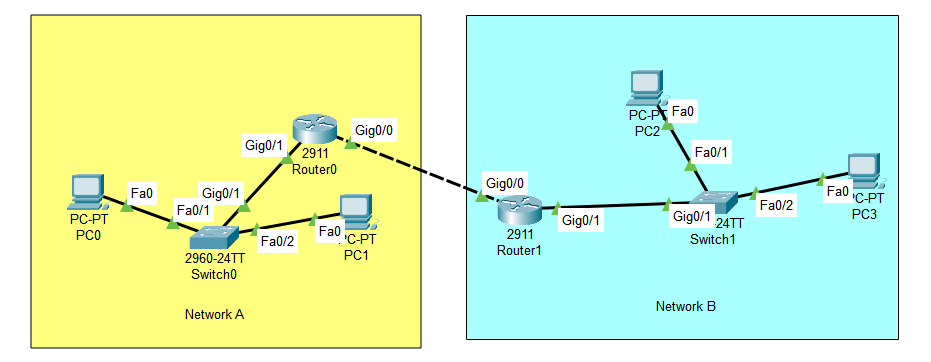 Gig0/0
Gig0/1
2911
Router0
Fa0
Gig0/1
Fa0/1
PC-PT
PC0
Fa0/2
Fa0
PC-PT
PC1
2960-24TT
Switch0
Network A
PC-PT
PC2
Fa0
Fa0/1
Gig0/0
Gig0/1
2911
Router1
Gig0/1
24TT
Switch1
Fa0/2
Fa0
PC-PT
PC3
Network B